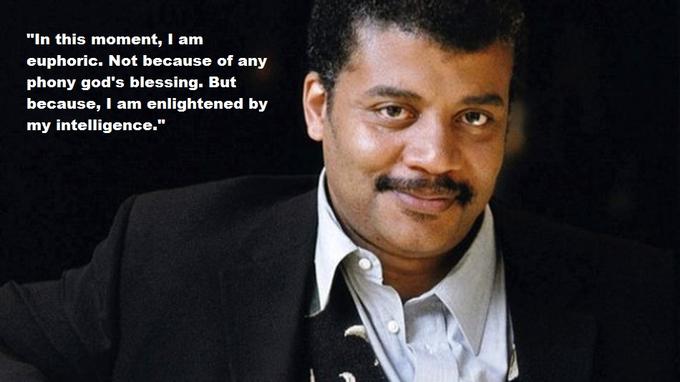 "In this moment, I am
euphoric. Not because of any
phony god's blessing. But
because, I am enlightened by
my intelligence."